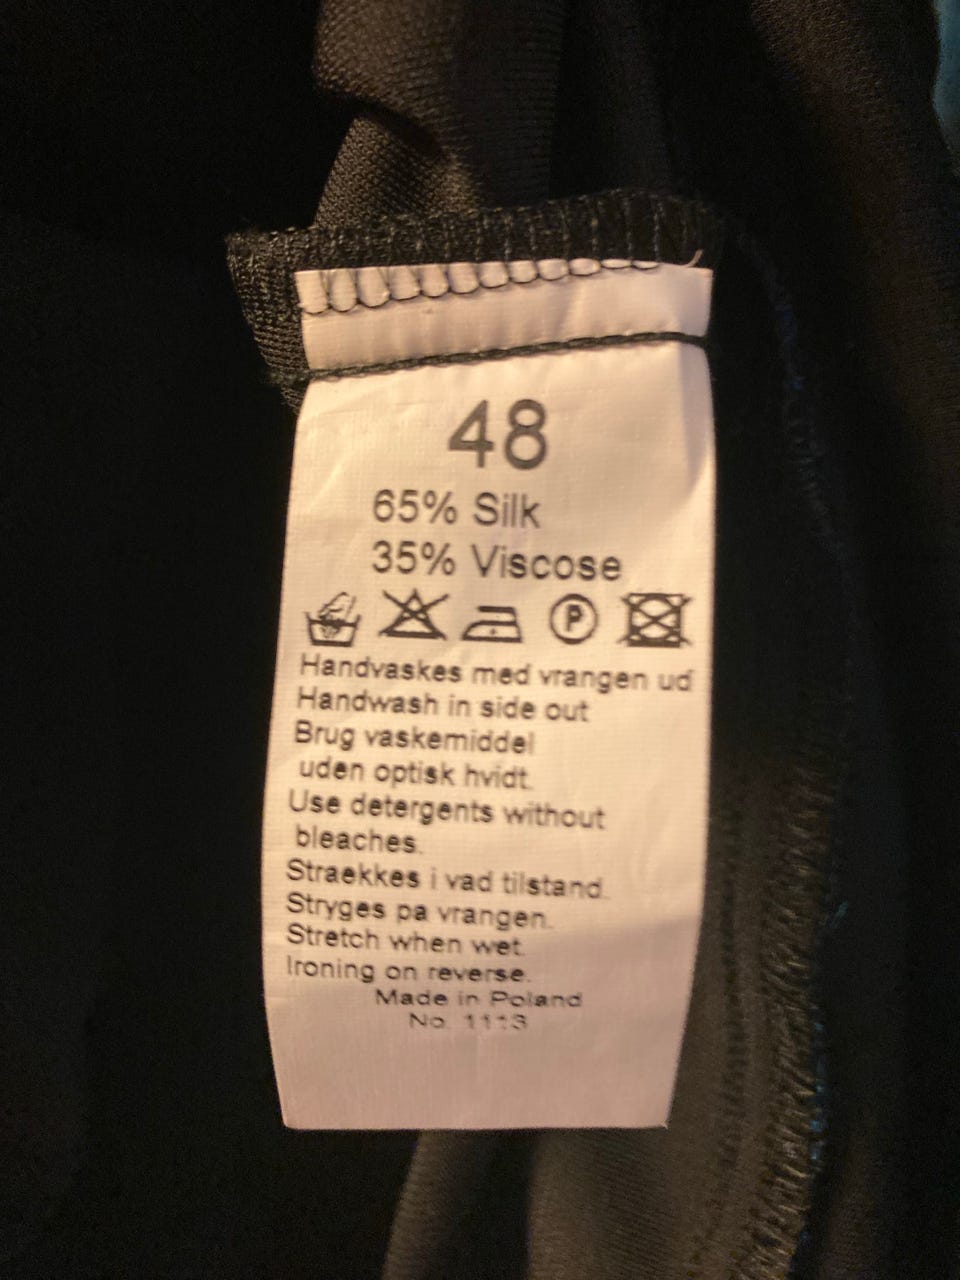 48
65% Silk
35% Viscose
P
Handvaskes med vrangen ud
Handwash in side out
Brug vaskemiddel
uden optisk hvidt.
Use detergents without
bleaches.
Straekkes i vad tilstand.
Stryges pa vrangen.
Stretch when wet.
Ironing on reverse.
Made in Poland
No. 1113